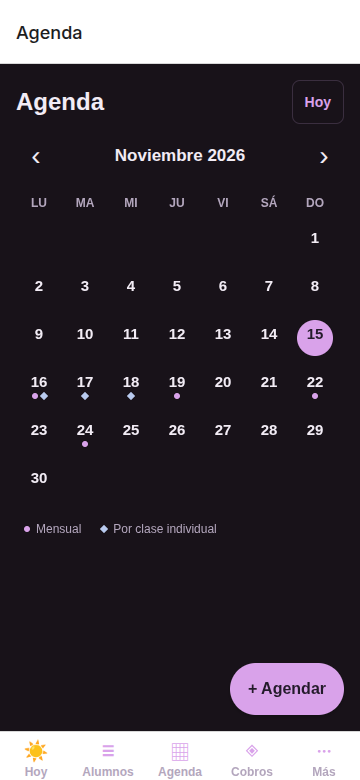 Agenda
Agenda
Hoy
‹ Noviembre 2026 ›
LU MA MI JU VI SÁ DO
1
2 3 4 5 6 7 8
9 10 11 12 13 14 15
16 17 18 19 20 21 22
23 24 25 26 27 28 29
30
Mensual Por clase individual
+ Agendar
Hoy Alumnos Agenda Cobros Más